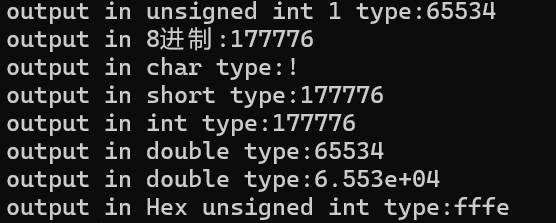 output in unsigned int 1 type:65534
output in 8进制:177776
output in char type:!
output in short type:177776
output in int type:177776
output in double type:65534
output in double type:6.553e+04
output in Hex unsigned int type:fffe